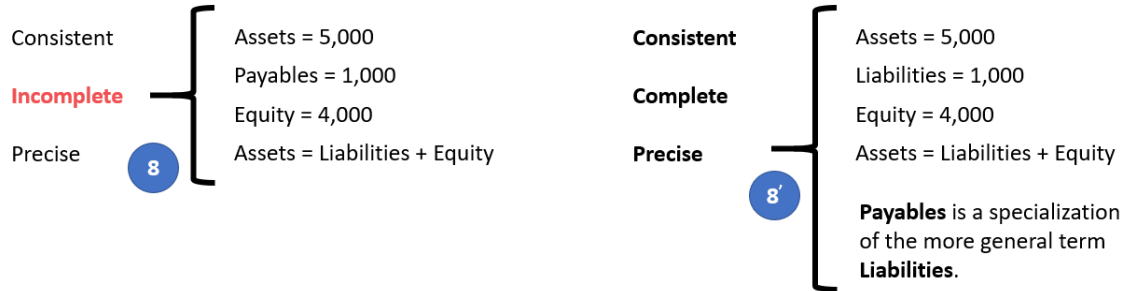 Consistent
Incomplete
Precise
8
Assets = 5,000
Payables = 1,000
Equity = 4,000
Assets = Liabilities + Equity
Consistent
Complete
Precise
8′
Assets = 5,000
Liabilities = 1,000
Equity = 4,000
Assets = Liabilities + Equity
Payables is a specialization
of the more general term
Liabilities.